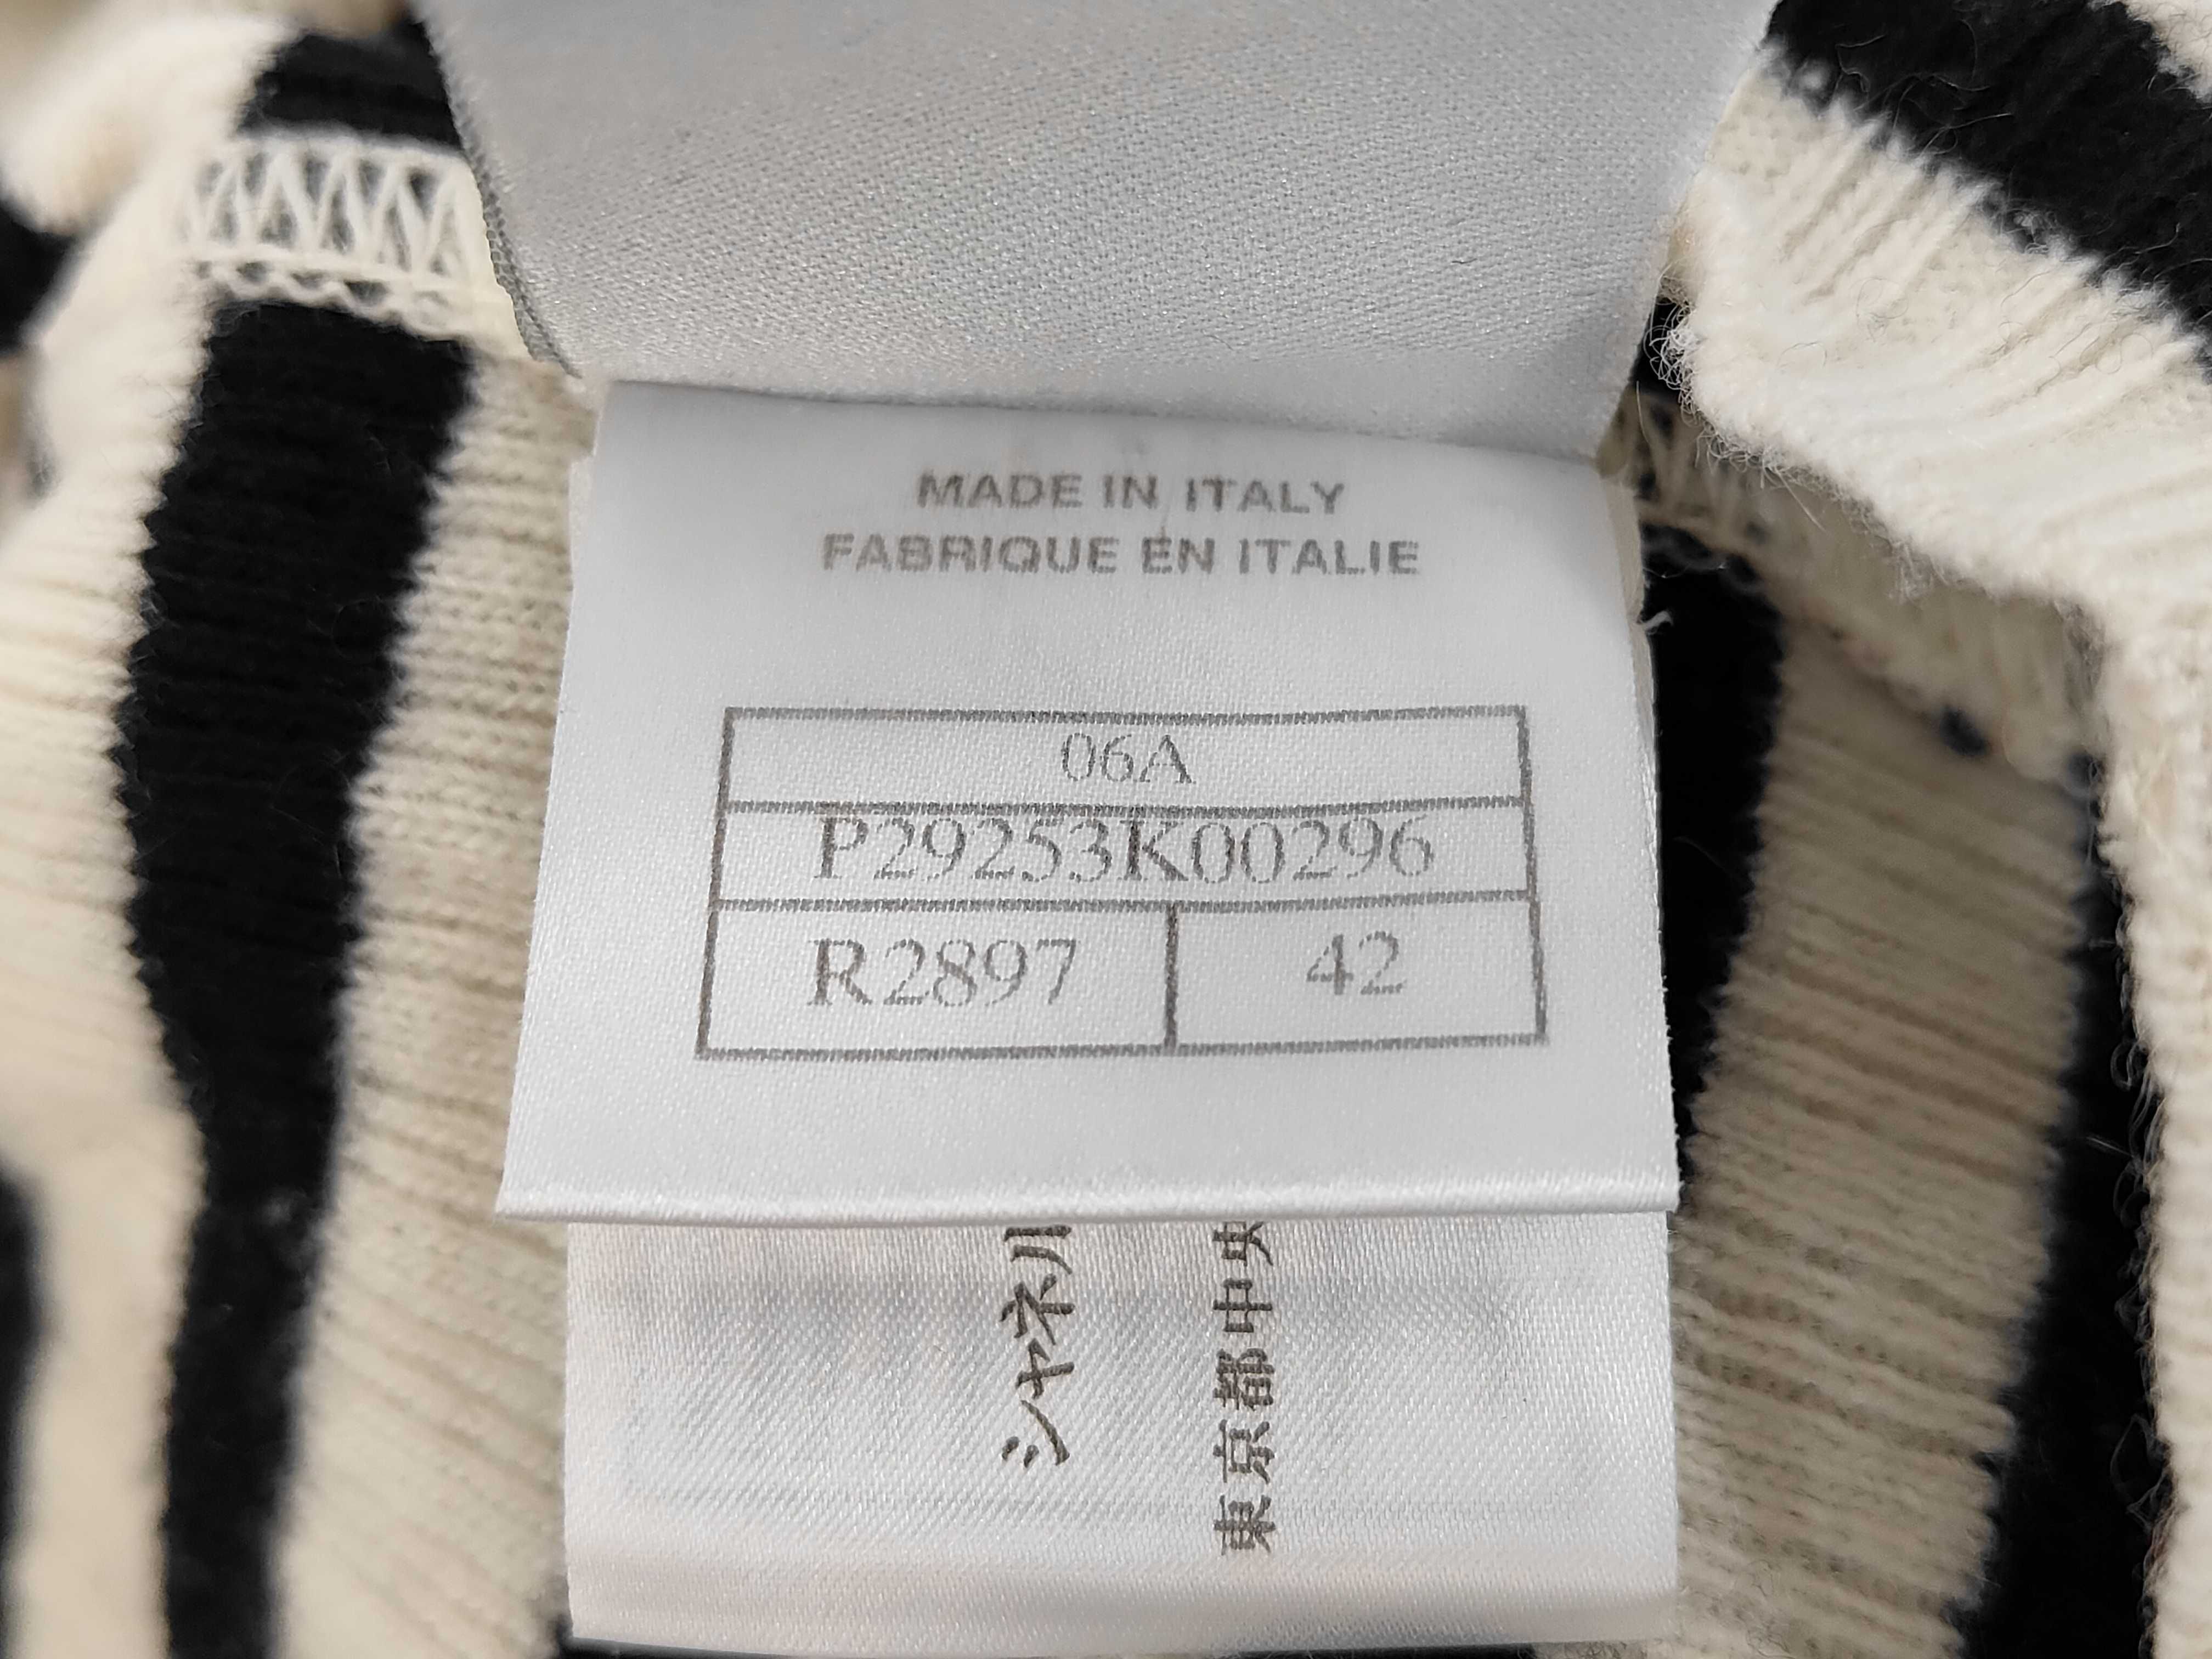 MADE IN ITALY
FABRIQUE EN ITALIE
06A
P29253K00296
R2897 42
シャネル
東京都中央